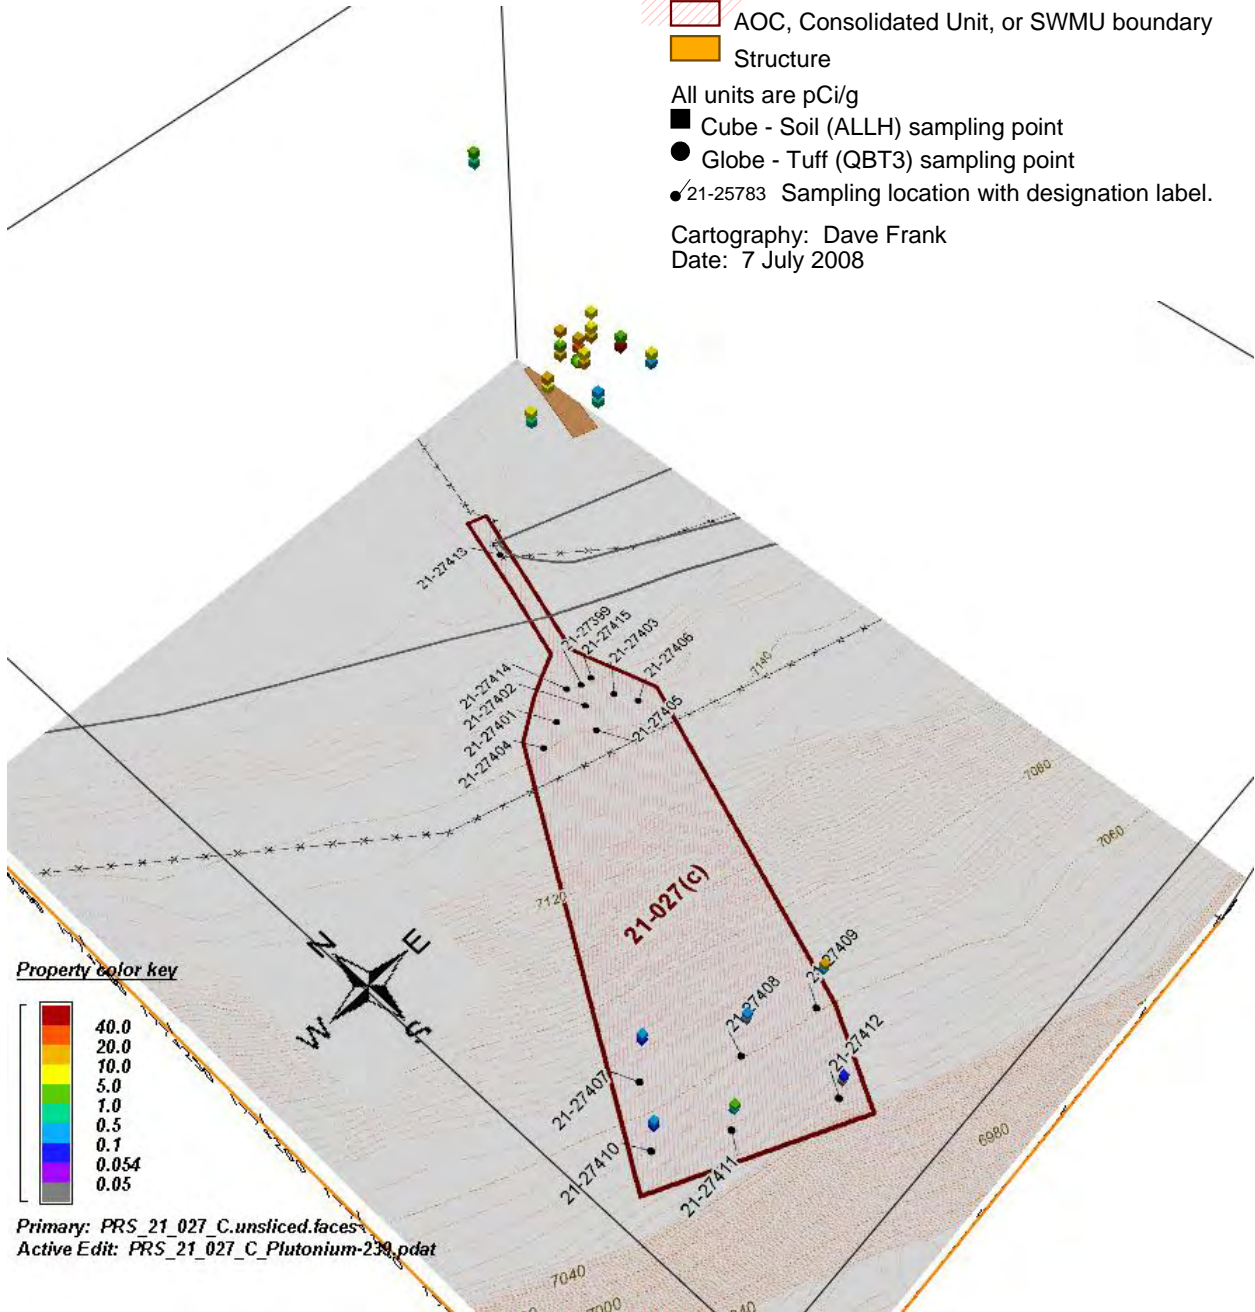 AOC, Consolidated Unit, or SWMU boundary
Structure
All units are pCi/g
Cube - Soil (ALLH) sampling point
Globe - Tuff (QBT3) sampling point
21-25783 Sampling location with designation label.
Cartography: Dave Frank
Date: 7 July 2008
21-27413
21-27399
21-27415
21-27403
21-27406
21-27414
21-27402
21-27401
21-27404
21-27405
7140
7080
7060
7120
21-027(c)
21-27409
21-27408
21-27412
21-27407
21-27410
21-27411
6980
7040
7000
N
E
W
S
Property color key
40.0
20.0
10.0
5.0
1.0
0.5
0.1
0.054
0.05
Primary: PRS_21_027_C.unsliced.faces
Active Edit: PRS_21_027_C_Plutonium-239.pdat